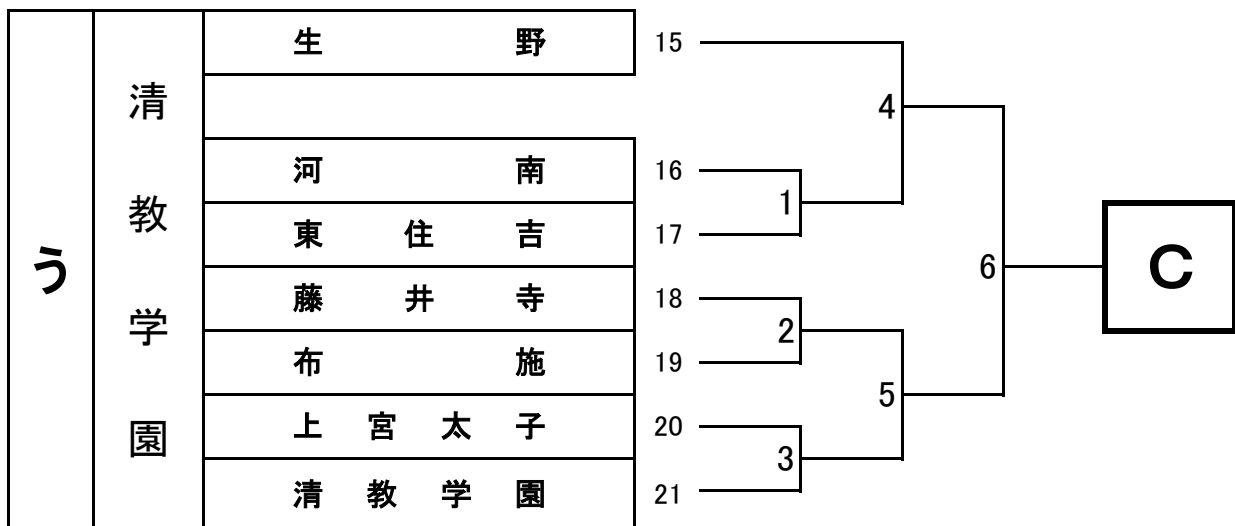 う
清教学園
生野 15
河南 16
東住吉 17
藤井寺 18
布施 19
上宮太子 20
清教学園 21
4
1
2
3
5
6
C